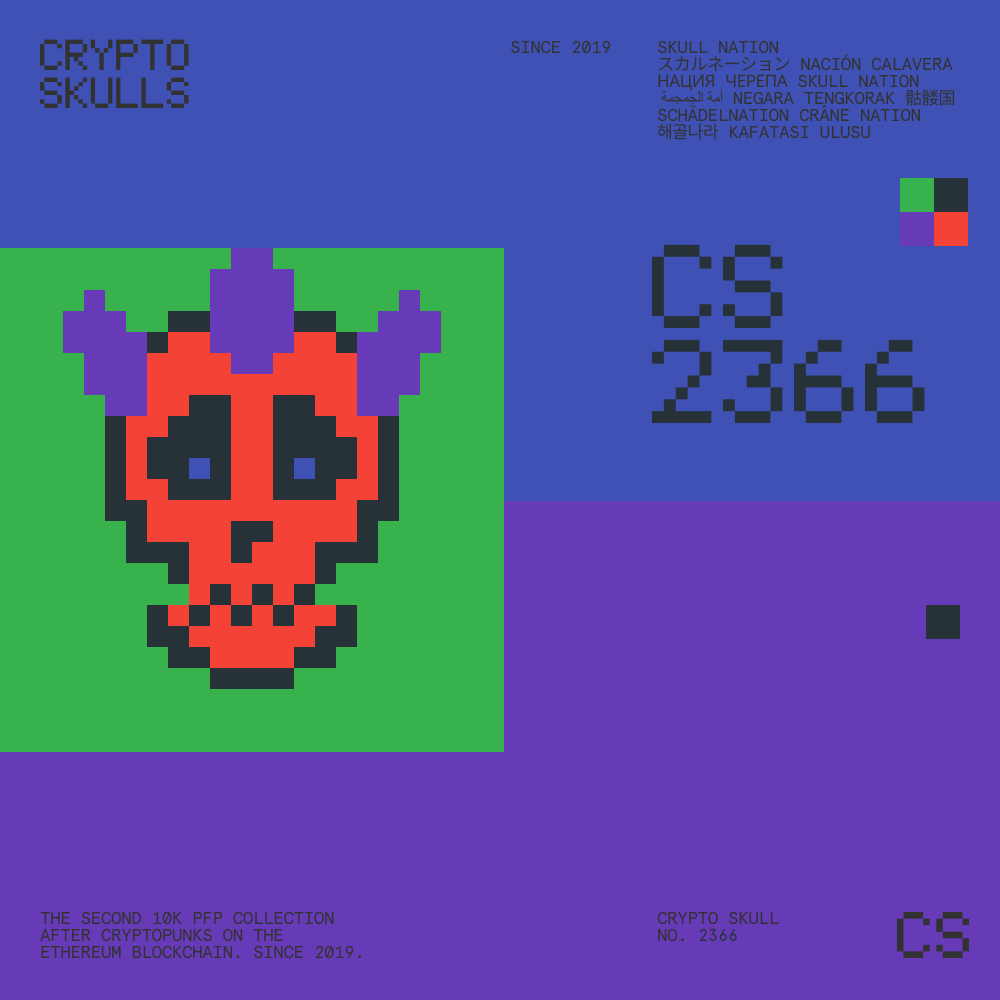 CRYPTO
SKULLS
SINCE 2019
SKULL NATION
スカルネーション NACIÓN CALAVERA
НАЦИЯ ЧЕРЕПА SKULL NATION
أمة الجمجمة NEGARA TENGKORAK 骷髅国
SCHÄDELNATION CRÂNE NATION
해골나라 KAFATASI ULUSU
CS
2366
THE SECOND 10K PFP COLLECTION
AFTER CRYPTOPUNKS ON THE
ETHEREUM BLOCKCHAIN. SINCE 2019.
CRYPTO SKULL
NO. 2366
CS